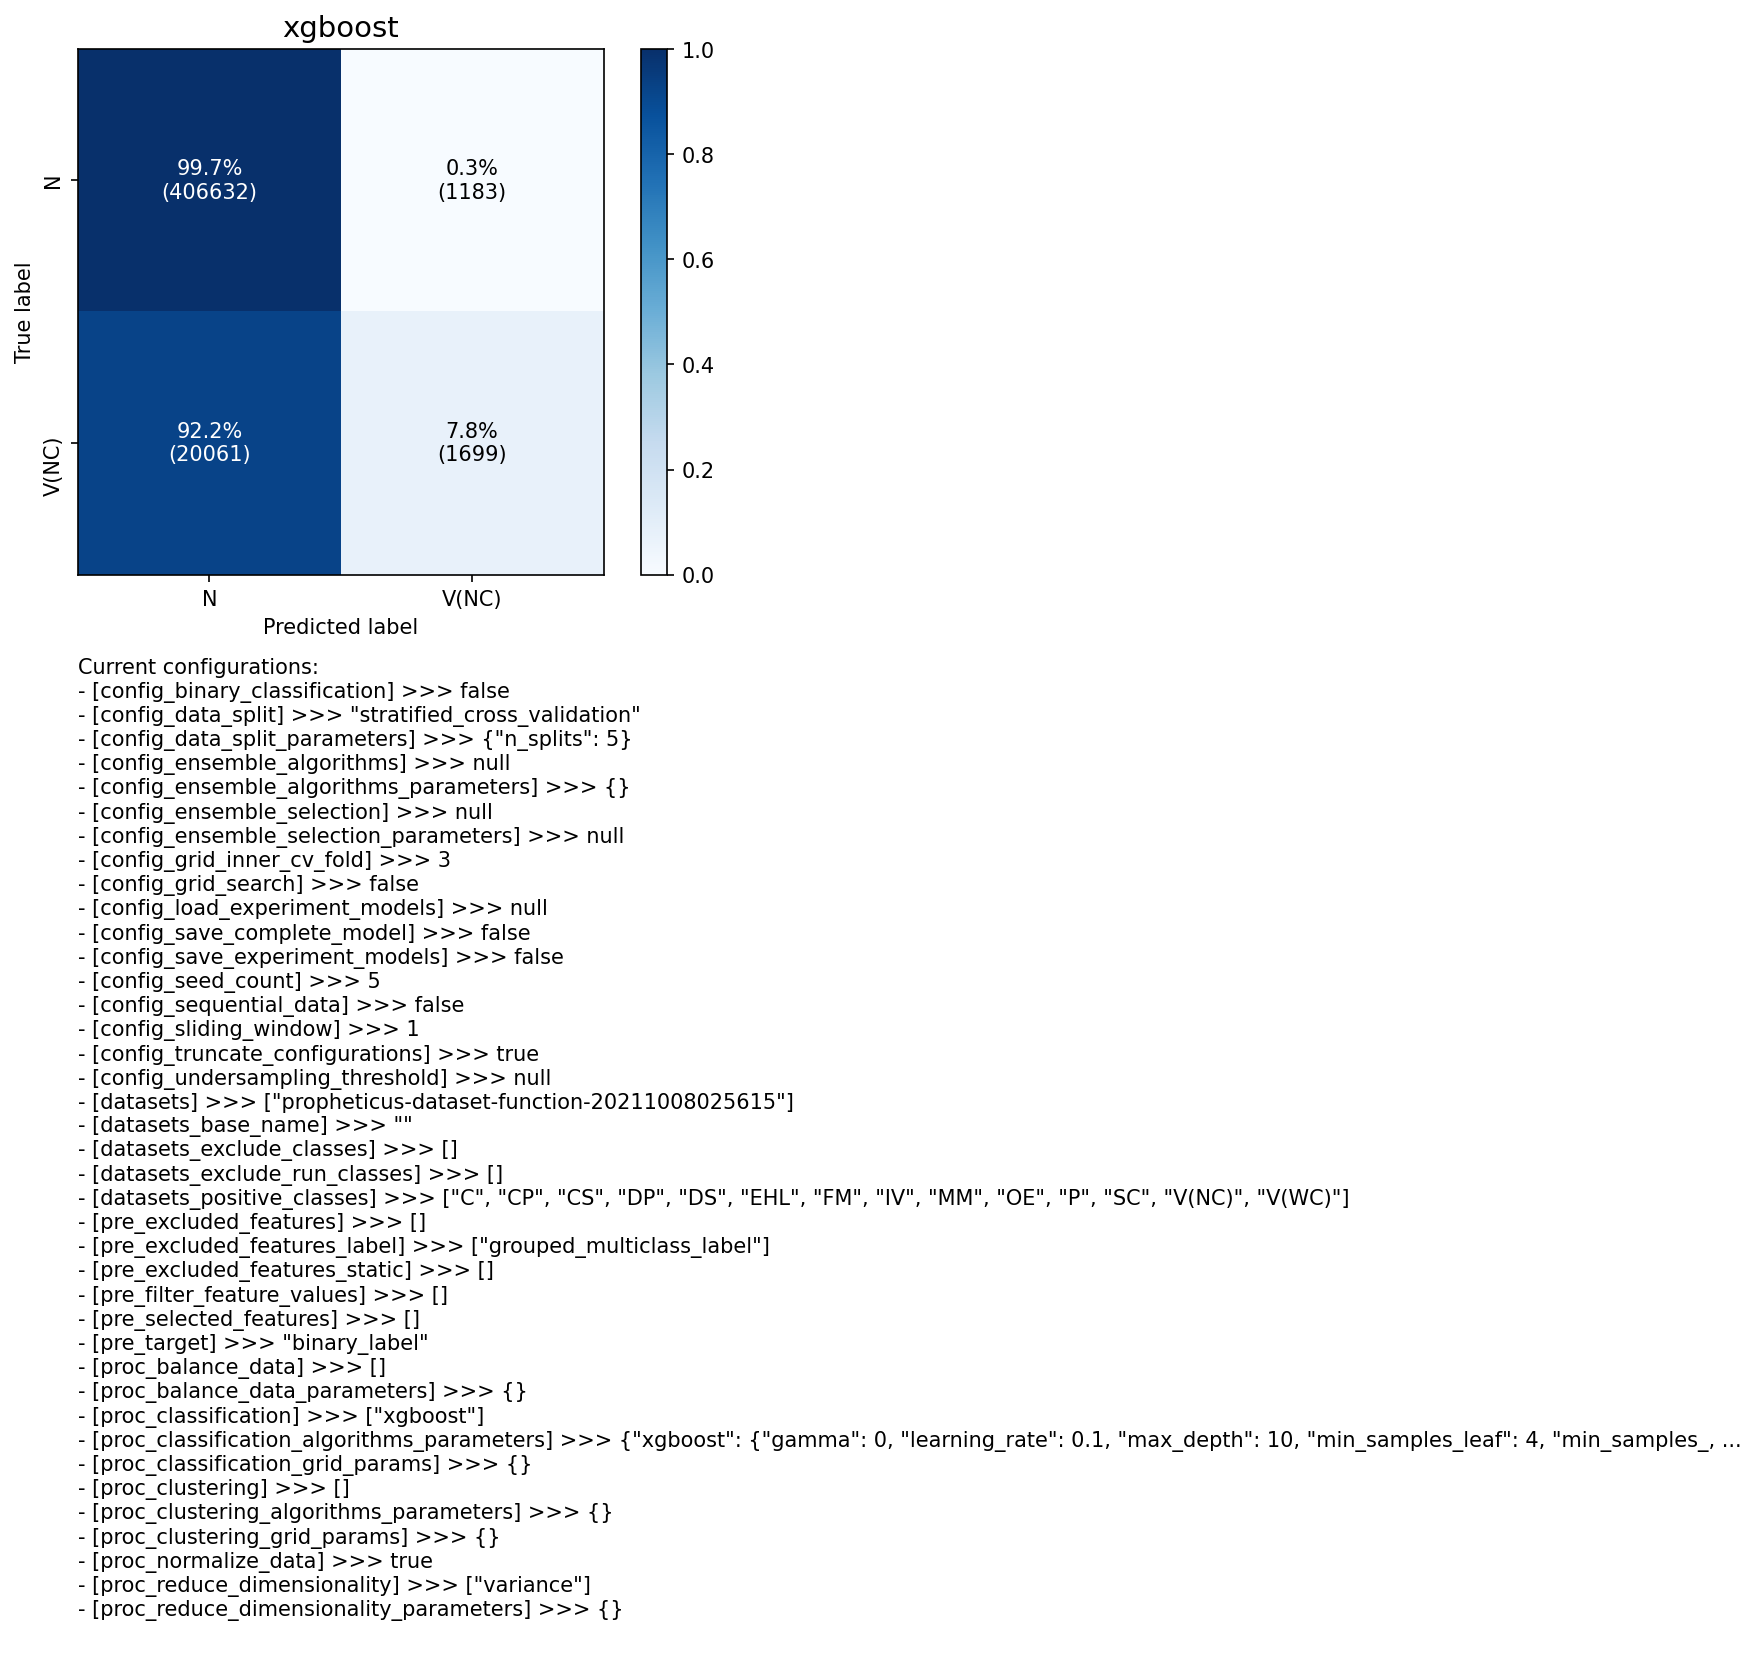 xgboost
99.7%
(406632)
0.3%
(1183)
92.2%
(20061)
7.8%
(1699)
N
V(NC)
True label
N
V(NC)
Predicted label
1.0
0.8
0.6
0.4
0.2
0.0
Current configurations:
- [config_binary_classification] >>> false
- [config_data_split] >>> "stratified_cross_validation"
- [config_data_split_parameters] >>> {"n_splits": 5}
- [config_ensemble_algorithms] >>> null
- [config_ensemble_algorithms_parameters] >>> {}
- [config_ensemble_selection] >>> null
- [config_ensemble_selection_parameters] >>> null
- [config_grid_inner_cv_fold] >>> 3
- [config_grid_search] >>> false
- [config_load_experiment_models] >>> null
- [config_save_complete_model] >>> false
- [config_save_experiment_models] >>> false
- [config_seed_count] >>> 5
- [config_sequential_data] >>> false
- [config_sliding_window] >>> 1
- [config_truncate_configurations] >>> true
- [config_undersampling_threshold] >>> null
- [datasets] >>> ["propheticus-dataset-function-20211008025615"]
- [datasets_base_name] >>> ""
- [datasets_exclude_classes] >>> []
- [datasets_exclude_run_classes] >>> []
- [datasets_positive_classes] >>> ["C", "CP", "CS", "DP", "DS", "EHL", "FM", "IV", "MM", "OE", "P", "SC", "V(NC)", "V(WC)"]
- [pre_excluded_features] >>> []
- [pre_excluded_features_label] >>> ["grouped_multiclass_label"]
- [pre_excluded_features_static] >>> []
- [pre_filter_feature_values] >>> []
- [pre_selected_features] >>> []
- [pre_target] >>> "binary_label"
- [proc_balance_data] >>> []
- [proc_balance_data_parameters] >>> {}
- [proc_classification] >>> ["xgboost"]
- [proc_classification_algorithms_parameters] >>> {"xgboost": {"gamma": 0, "learning_rate": 0.1, "max_depth": 10, "min_samples_leaf": 4, "min_samples_, ...
- [proc_classification_grid_params] >>> {}
- [proc_clustering] >>> []
- [proc_clustering_algorithms_parameters] >>> {}
- [proc_clustering_grid_params] >>> {}
- [proc_normalize_data] >>> true
- [proc_reduce_dimensionality] >>> ["variance"]
- [proc_reduce_dimensionality_parameters] >>> {}